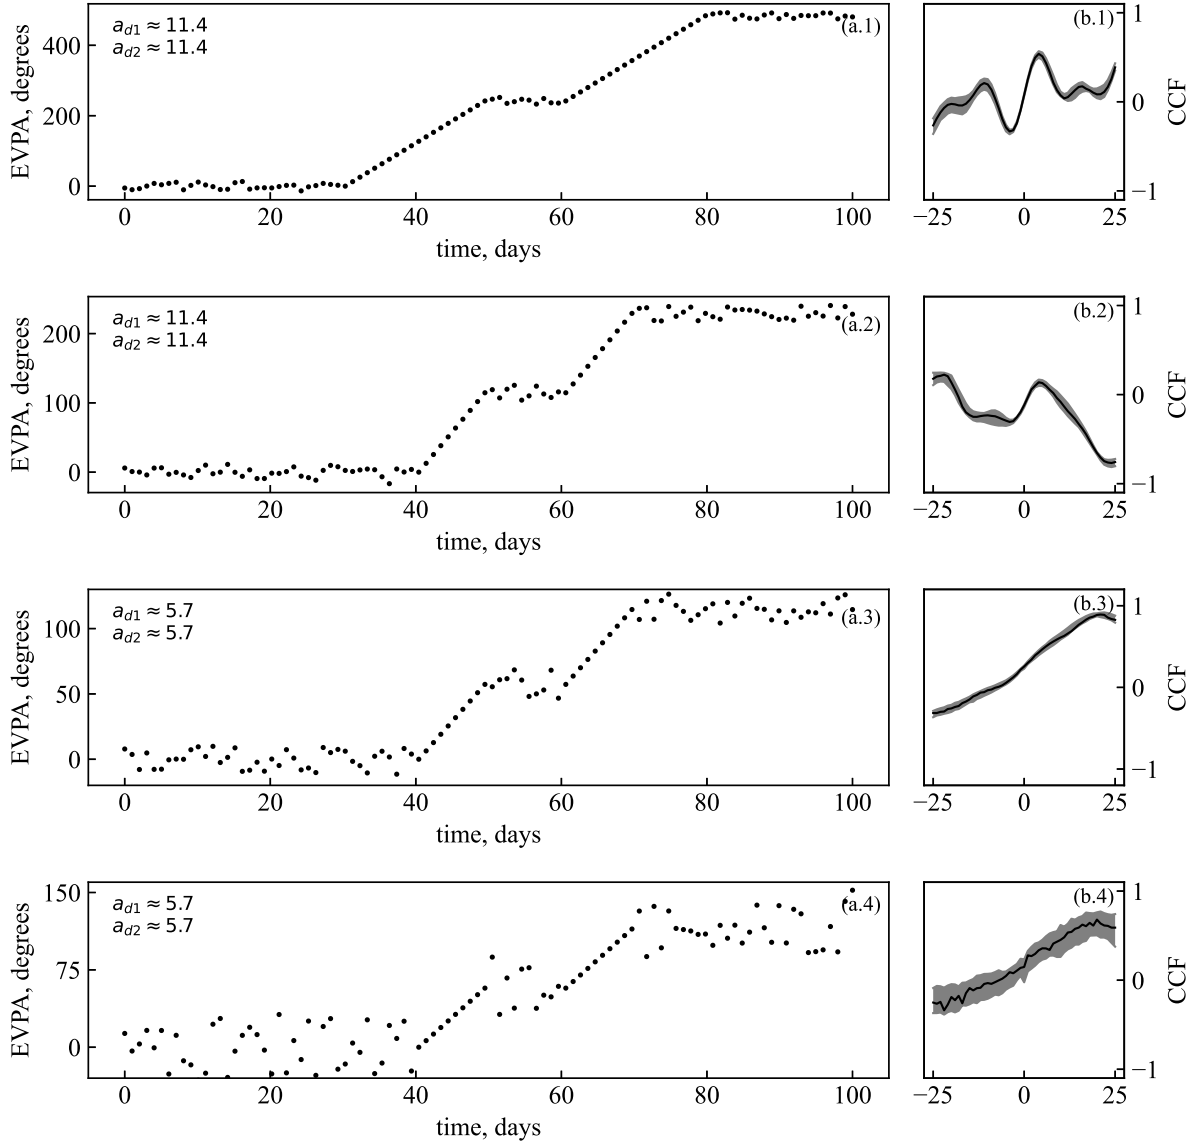 a_{d1} ≈ 11.4
a_{d2} ≈ 11.4
(a.1)
EVPA, degrees
400
200
0
0 20 40 60 80 100
time, days
(b.1)
1
0
−1
CCF
−25 0 25
a_{d1} ≈ 11.4
a_{d2} ≈ 11.4
(a.2)
EVPA, degrees
200
100
0
0 20 40 60 80 100
time, days
(b.2)
1
0
−1
CCF
−25 0 25
a_{d1} ≈ 5.7
a_{d2} ≈ 5.7
(a.3)
EVPA, degrees
100
50
0
0 20 40 60 80 100
time, days
(b.3)
1
0
−1
CCF
−25 0 25
a_{d1} ≈ 5.7
a_{d2} ≈ 5.7
(a.4)
EVPA, degrees
150
75
0
0 20 40 60 80 100
time, days
(b.4)
1
0
−1
CCF
−25 0 25